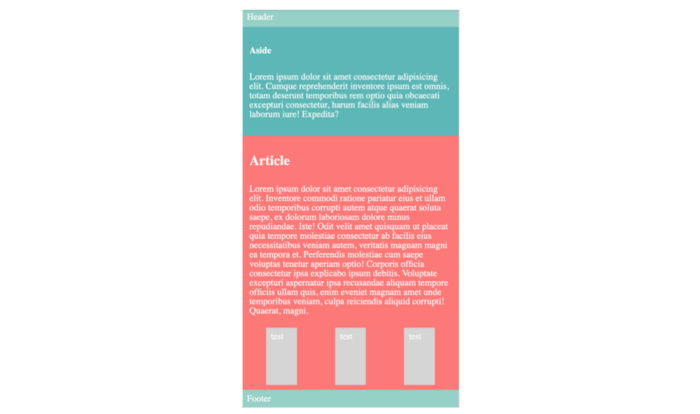 Header
Aside
Lorem ipsum dolor sit amet consectetur adipisicing
elit. Cumque reprehenderit inventore ipsum est omnis,
totam deserunt temporibus rem optio quia obcaecati
excepturi consectetur, harum facilis alias veniam
laborum iure! Expedita?
Article
Lorem ipsum dolor sit amet consectetur adipisicing
elit. Inventore commodi ratione pariatur eius et ullam
odio temporibus corrupti autem atque quaerat soluta
saepe, ex dolorum laboriosam dolore minus
repudiandae. Iste! Odit velit amet quisquam ut placeat
quia tempore molestiae consectetur ab facilis eius
necessitatibus veniam autem, veritatis magnam magni
ea tempora et. Perferendis molestiae cum saepe
voluptas tenetur aperiam optio! Corporis officia
consectetur ipsa explicabo ipsum debitis. Voluptate
excepturi aspernatur ipsa recusandae aliquam tempore
officiis ullam quis, enim eveniet magnam amet unde
temporibus veniam, culpa reiciendis aliquid corrupti!
Quaerat, magni.
test test test
Footer